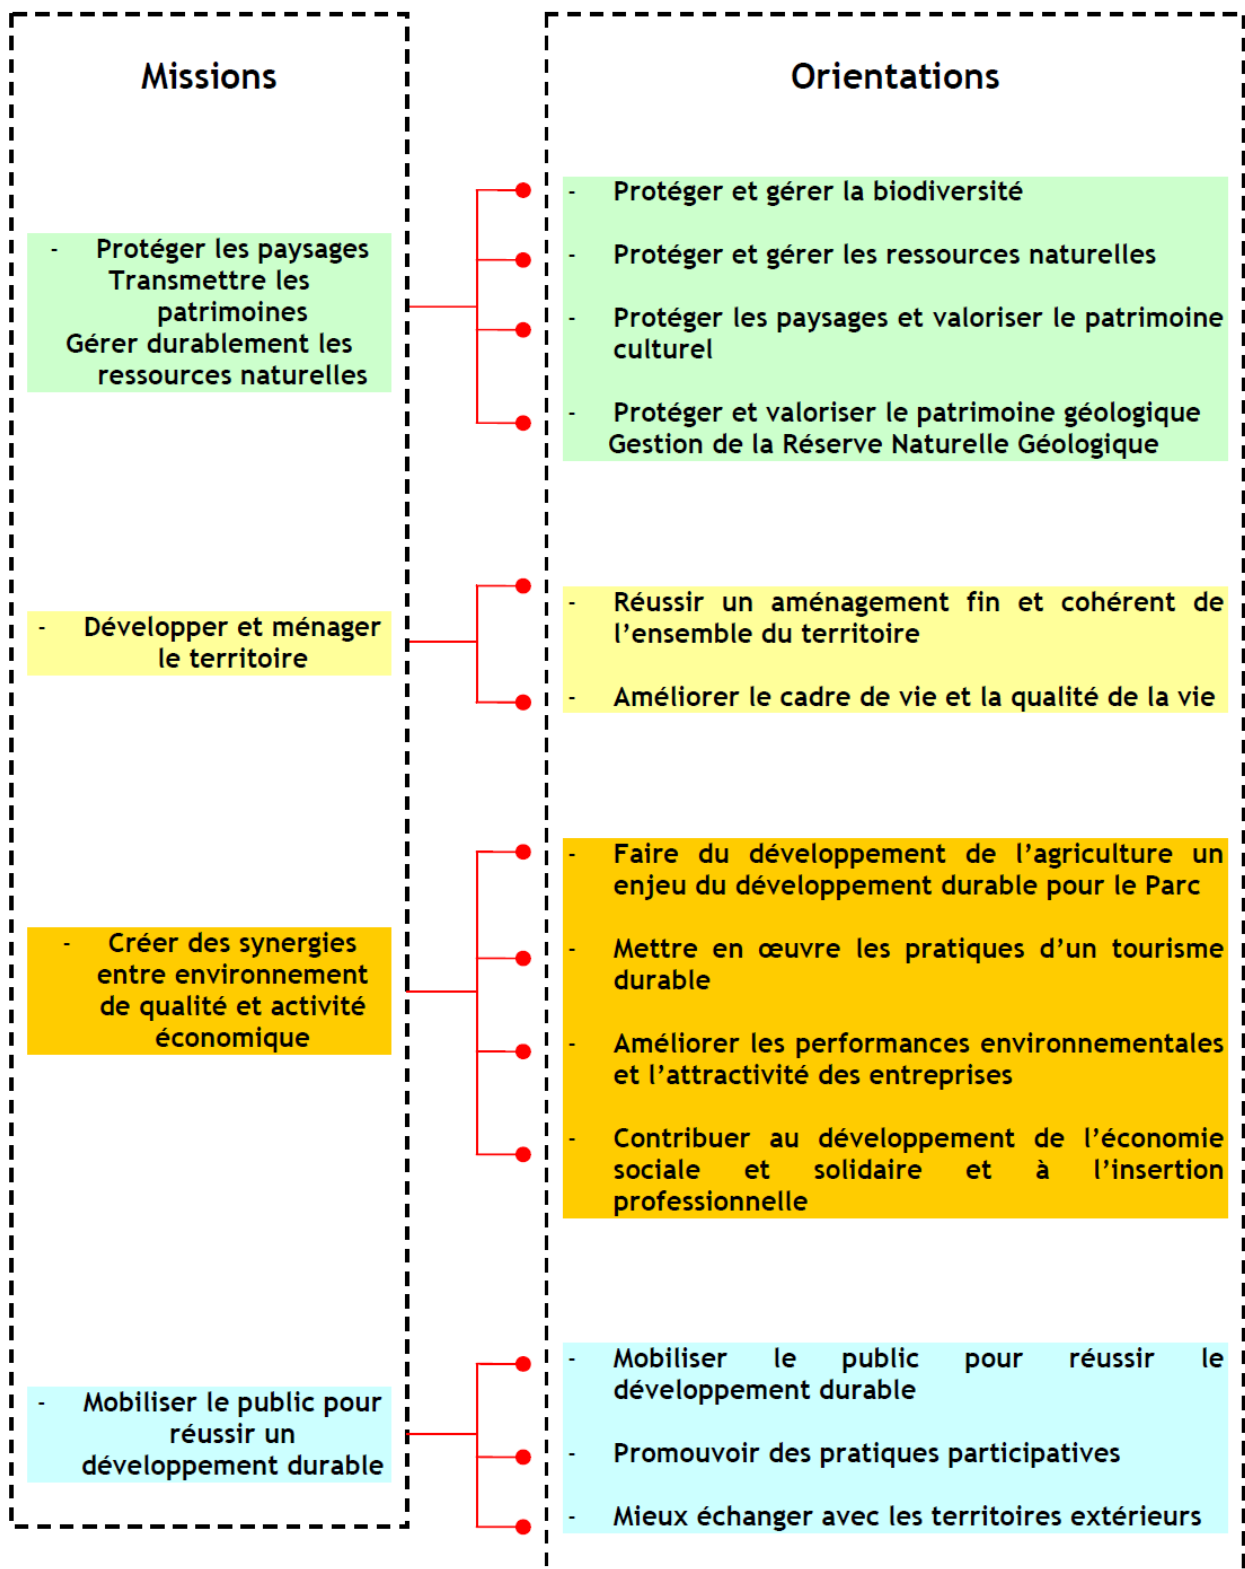 Missions
- Protéger les paysages
Transmettre les
patrimoines
Gérer durablement les
ressources naturelles
- Développer et ménager
le territoire
- Créer des synergies
entre environnement
de qualité et activité
économique
- Mobiliser le public pour
réussir un
développement durable
Orientations
- Protéger et gérer la biodiversité
- Protéger et gérer les ressources naturelles
- Protéger les paysages et valoriser le patrimoine
culturel
- Protéger et valoriser le patrimoine géologique
Gestion de la Réserve Naturelle Géologique
- Réussir un aménagement fin et cohérent de
l’ensemble du territoire
- Améliorer le cadre de vie et la qualité de la vie
- Faire du développement de l’agriculture un
enjeu du développement durable pour le Parc
- Mettre en œuvre les pratiques d’un tourisme
durable
- Améliorer les performances environnementales
et l’attractivité des entreprises
- Contribuer au développement de l’économie
sociale et solidaire et à l’insertion
professionnelle
- Mobiliser le public pour réussir le
développement durable
- Promouvoir des pratiques participatives
- Mieux échanger avec les territoires extérieurs